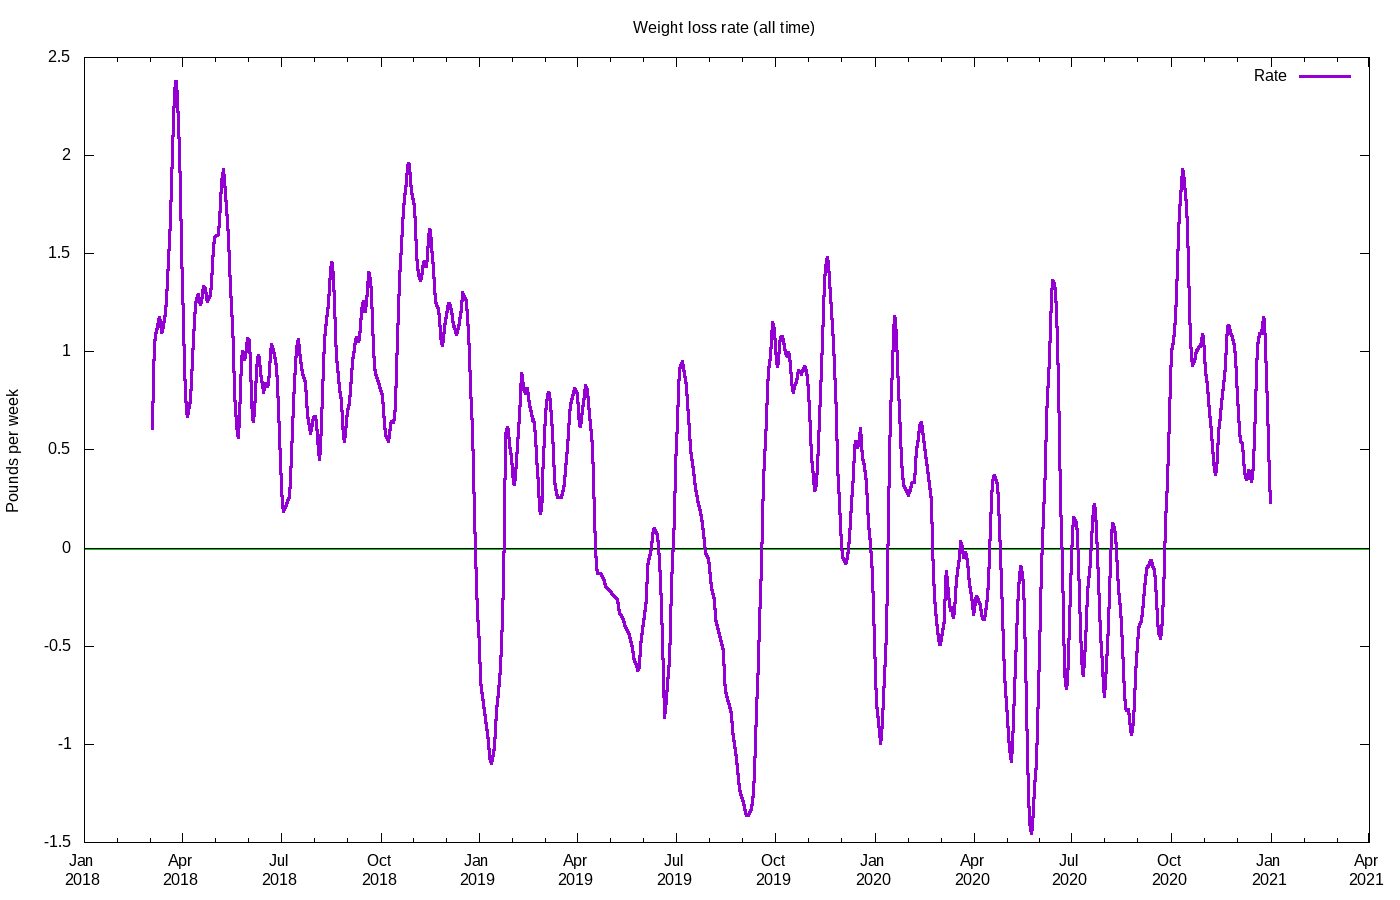 Weight loss rate (all time)
Rate
Pounds per week
2.5
2
1.5
1
0.5
0
-0.5
-1
-1.5
Jan Apr Jul Oct Jan Apr Jul Oct Jan Apr Jul Oct Jan Apr
2018 2018 2018 2018 2019 2019 2019 2019 2020 2020 2020 2020 2021 2021